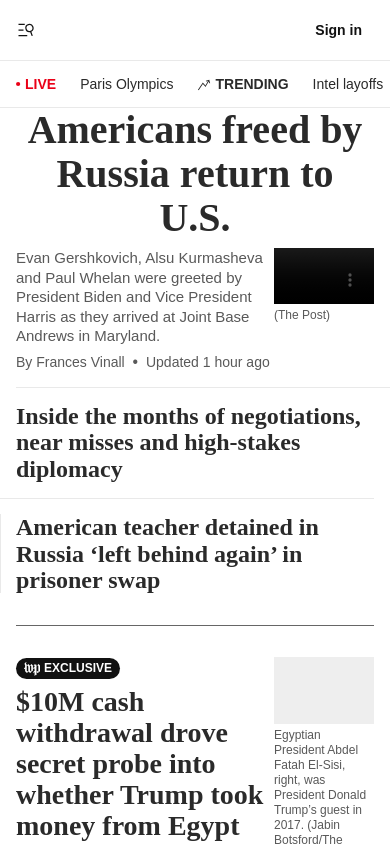 Sign in
• LIVE Paris Olympics TRENDING Intel layoffs
Americans freed by
Russia return to
U.S.
Evan Gershkovich, Alsu Kurmasheva
and Paul Whelan were greeted by
President Biden and Vice President
Harris as they arrived at Joint Base
Andrews in Maryland.
(The Post)
By Frances Vinall • Updated 1 hour ago
Inside the months of negotiations,
near misses and high-stakes
diplomacy
American teacher detained in
Russia ‘left behind again’ in
prisoner swap
wp EXCLUSIVE
$10M cash
withdrawal drove
secret probe into
whether Trump took
money from Egypt
Egyptian
President Abdel
Fatah El-Sisi,
right, was
President Donald
Trump’s guest in
2017. (Jabin
Botsford/The